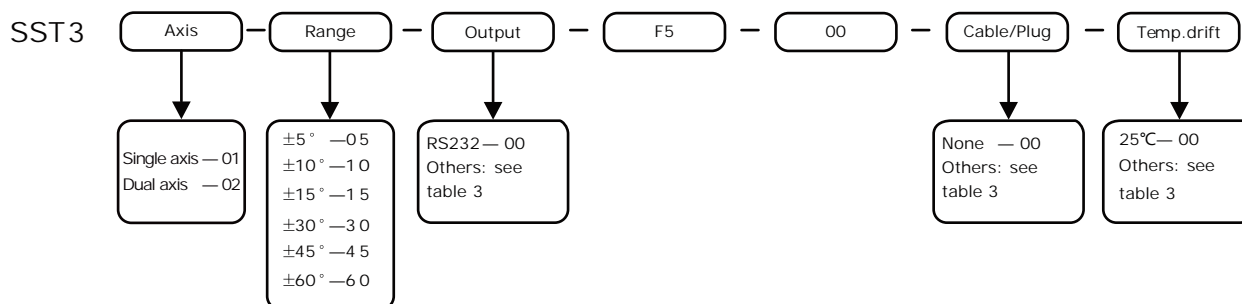 SST3 Axis — Range — Output — F5 — 00 — Cable/Plug — Temp.drift
Single axis — 01
Dual axis — 02
±5° —05
±10°—10
±15°—15
±30°—30
±45°—45
±60°—60
RS232— 00
Others: see
table 3
None — 00
Others: see
table 3
25℃— 00
Others: see
table 3